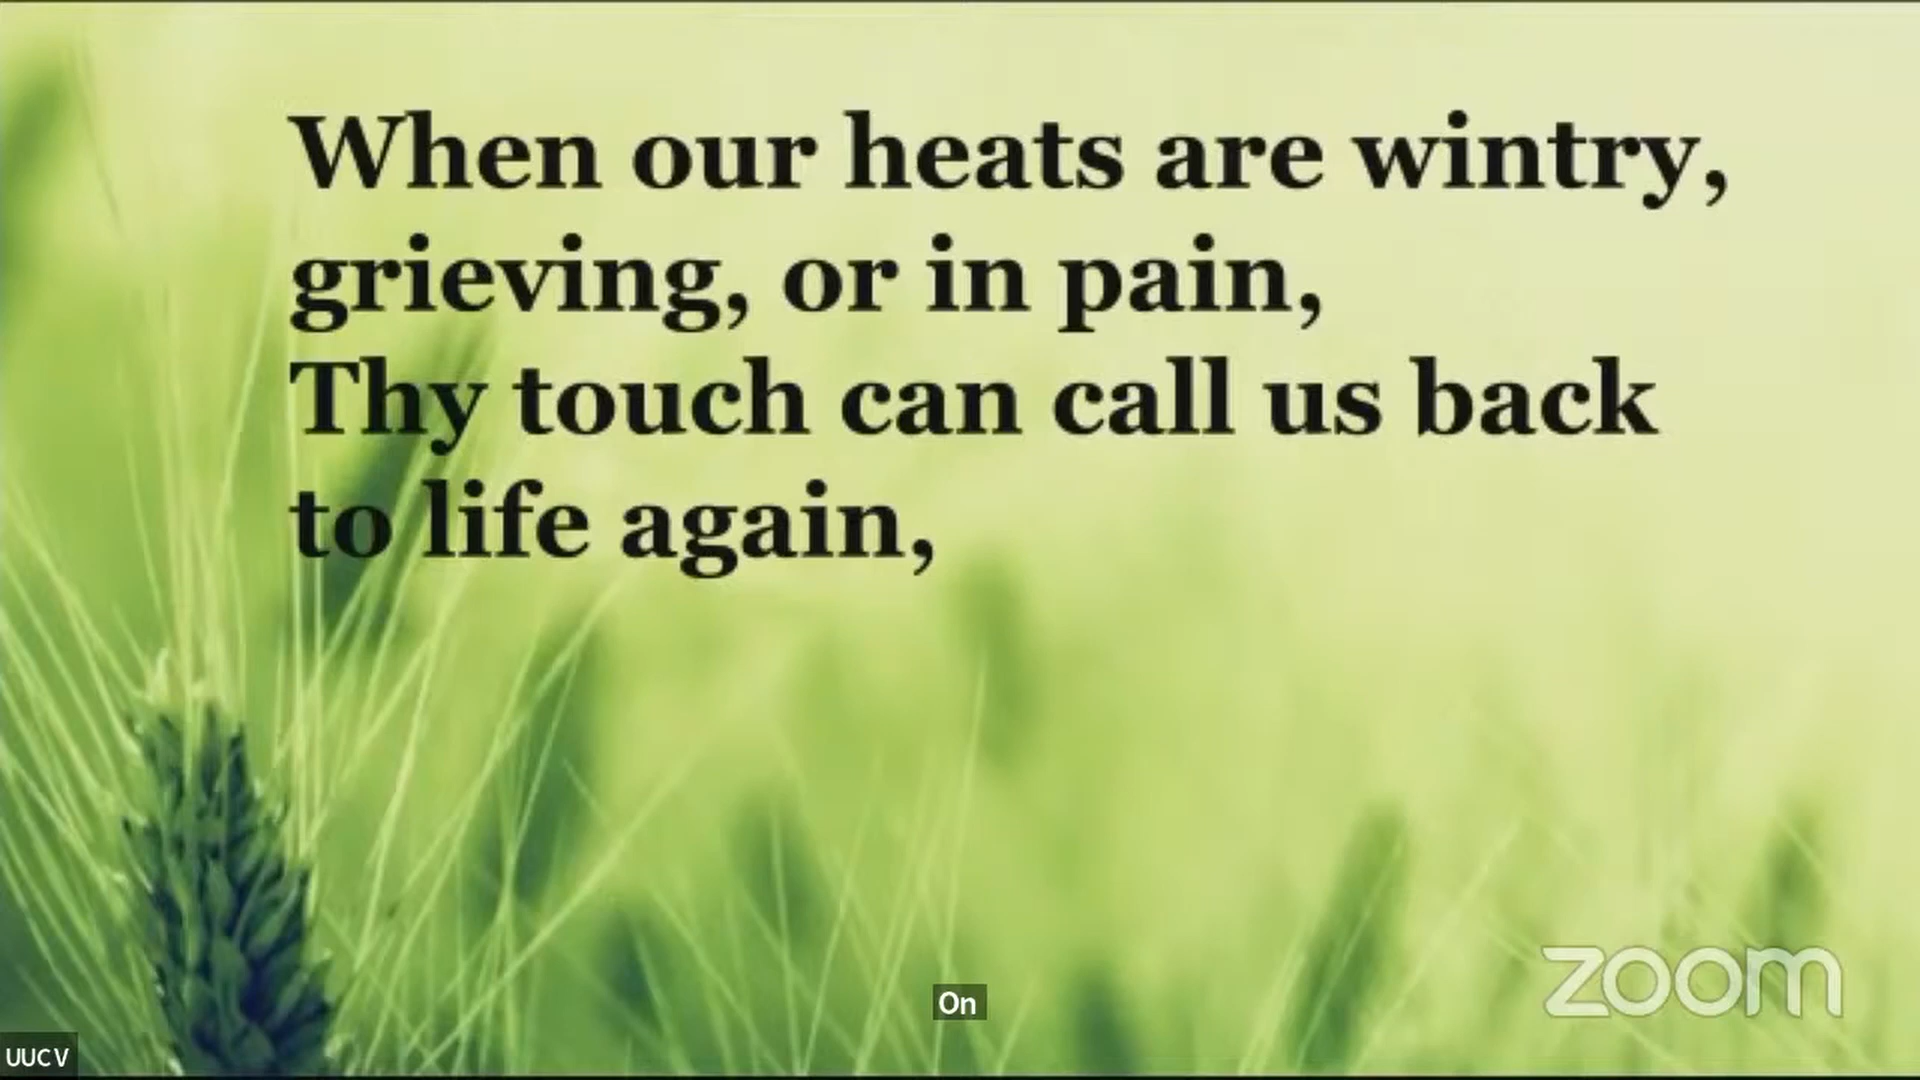 When our heats are wintry,
grieving, or in pain,
Thy touch can call us back
to life again,
On
zoom
UUCV